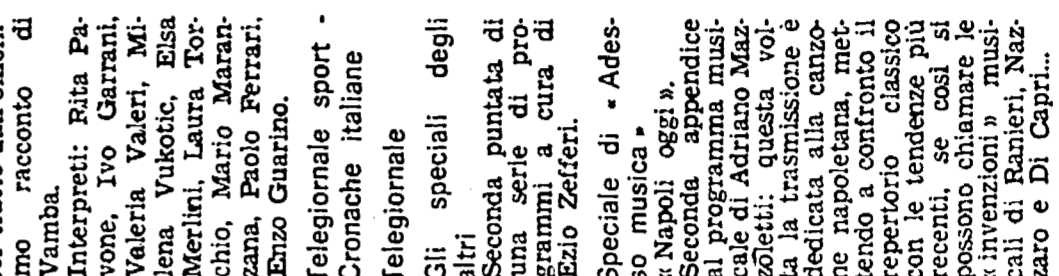 mo racconto di
Vamba.
Interpreti: Rita Pa-
vone, Ivo Garrani,
Valeria Valeri, Mi-
lena Vukotic, Elsa
Merlini, Laura Tor-
chio, Mario Maran-
zana, Paolo Ferrari,
Enzo Guarino.
Telegiornale sport -
Cronache italiane
Telegiornale
Gli speciali degli
altri
Seconda puntata di
una serie di pro-
grammi a cura di
Ezio Zefferi.
Speciale di « Ades-
so musica »
« Napoli oggi ».
Seconda appendice
al programma musi-
cale di Adriano Maz-
zoletti: questa vol-
ta la trasmissione è
dedicata alla canzo-
ne napoletana, met-
tendo a confronto il
repertorio classico
con le tendenze più
recenti, se così si
possono chiamare le
« invenzioni » musi-
cali di Ranieri, Naz-
zaro e Di Capri...